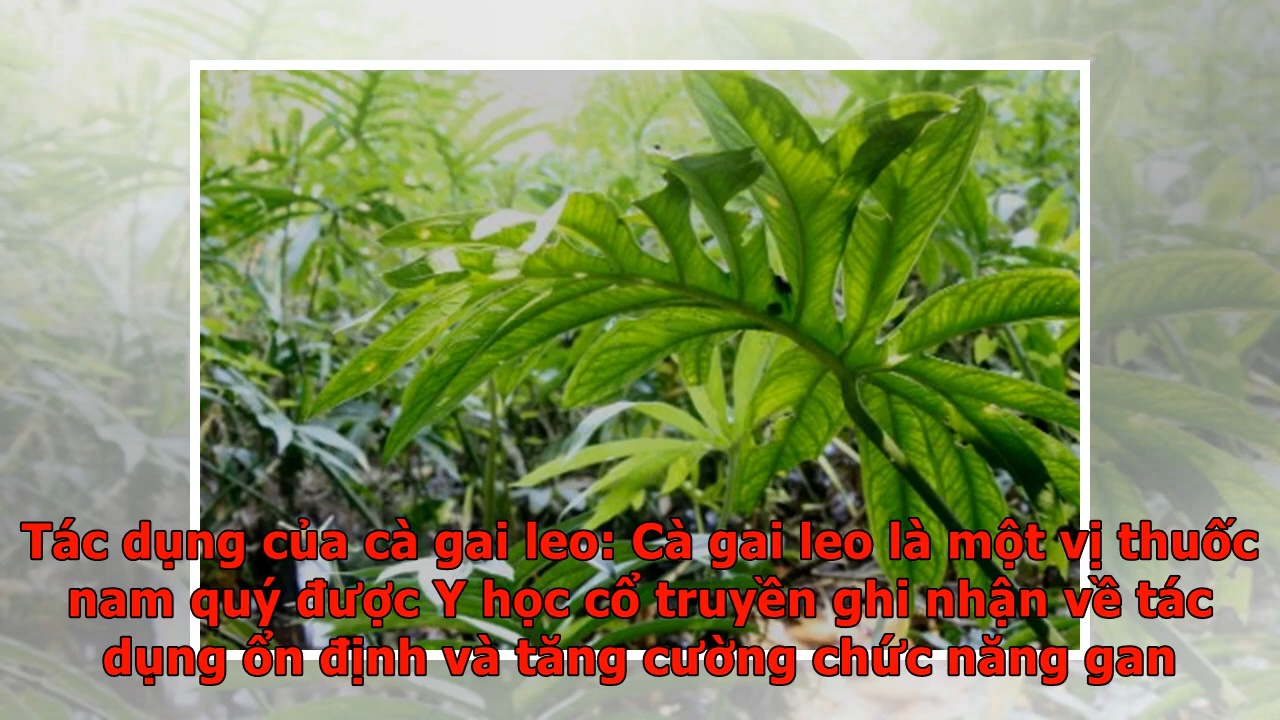 Tác dụng của cà gai leo: Cà gai leo là một vị thuốc
nam quý được Y học cổ truyền ghi nhận về tác
dụng ổn định và tăng cường chức năng gan